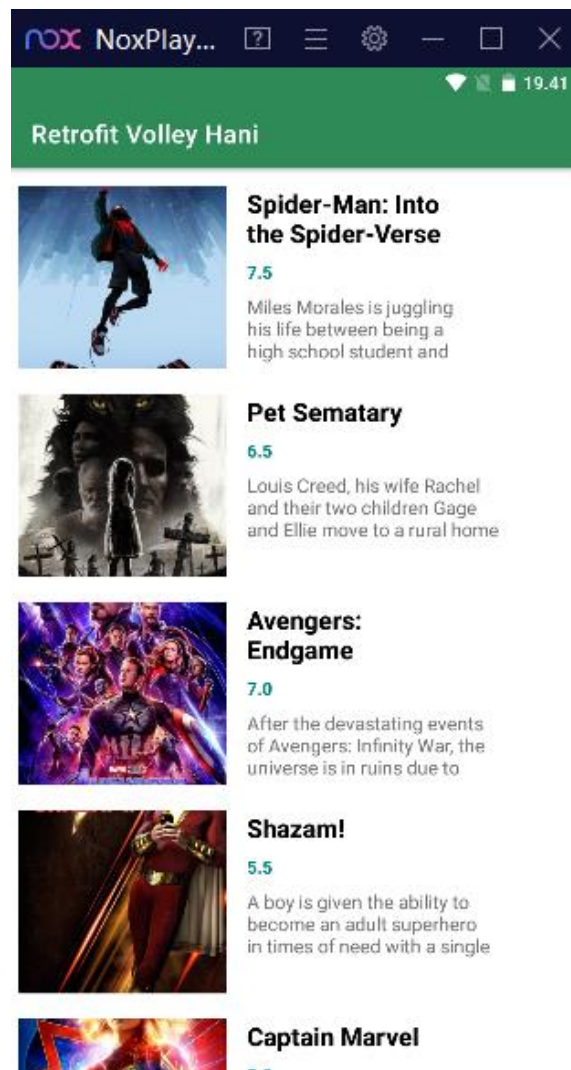 nox NoxPlay...
19.41
Retrofit Volley Hani
Spider-Man: Into
the Spider-Verse
7.5
Miles Morales is juggling
his life between being a
high school student and
Pet Sematary
6.5
Louis Creed, his wife Rachel
and their two children Gage
and Ellie move to a rural home
Avengers:
Endgame
7.0
After the devastating events
of Avengers: Infinity War, the
universe is in ruins due to
Shazam!
5.5
A boy is given the ability to
become an adult superhero
in times of need with a single
Captain Marvel